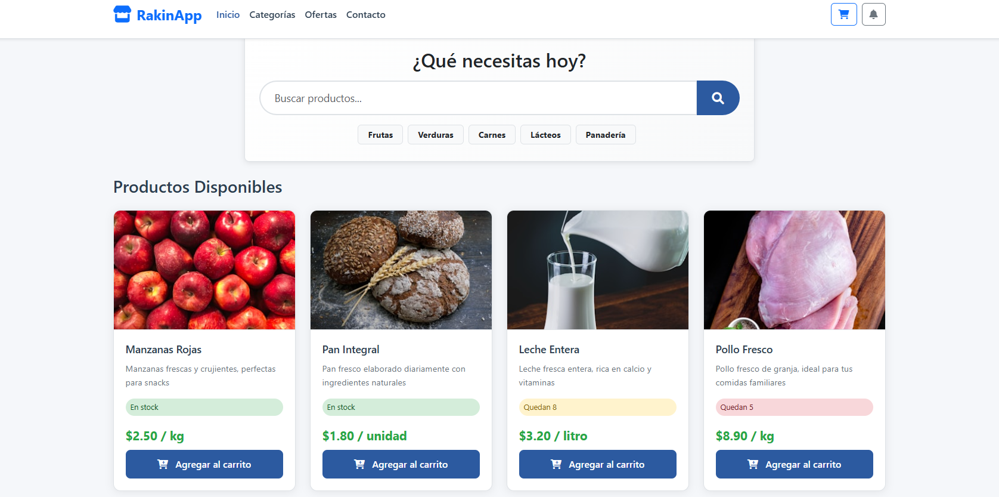 RakinApp
Inicio Categorías Ofertas Contacto
¿Qué necesitas hoy?
Buscar productos...
Frutas Verduras Carnes Lácteos Panadería
Productos Disponibles
Manzanas Rojas
Manzanas frescas y crujientes, perfectas
para snacks
En stock
$2.50 / kg
Agregar al carrito
Pan Integral
Pan fresco elaborado diariamente con
ingredientes naturales
En stock
$1.80 / unidad
Agregar al carrito
Leche Entera
Leche fresca entera, rica en calcio y
vitaminas
Quedan 8
$3.20 / litro
Agregar al carrito
Pollo Fresco
Pollo fresco de granja, ideal para tus
comidas familiares
Quedan 5
$8.90 / kg
Agregar al carrito